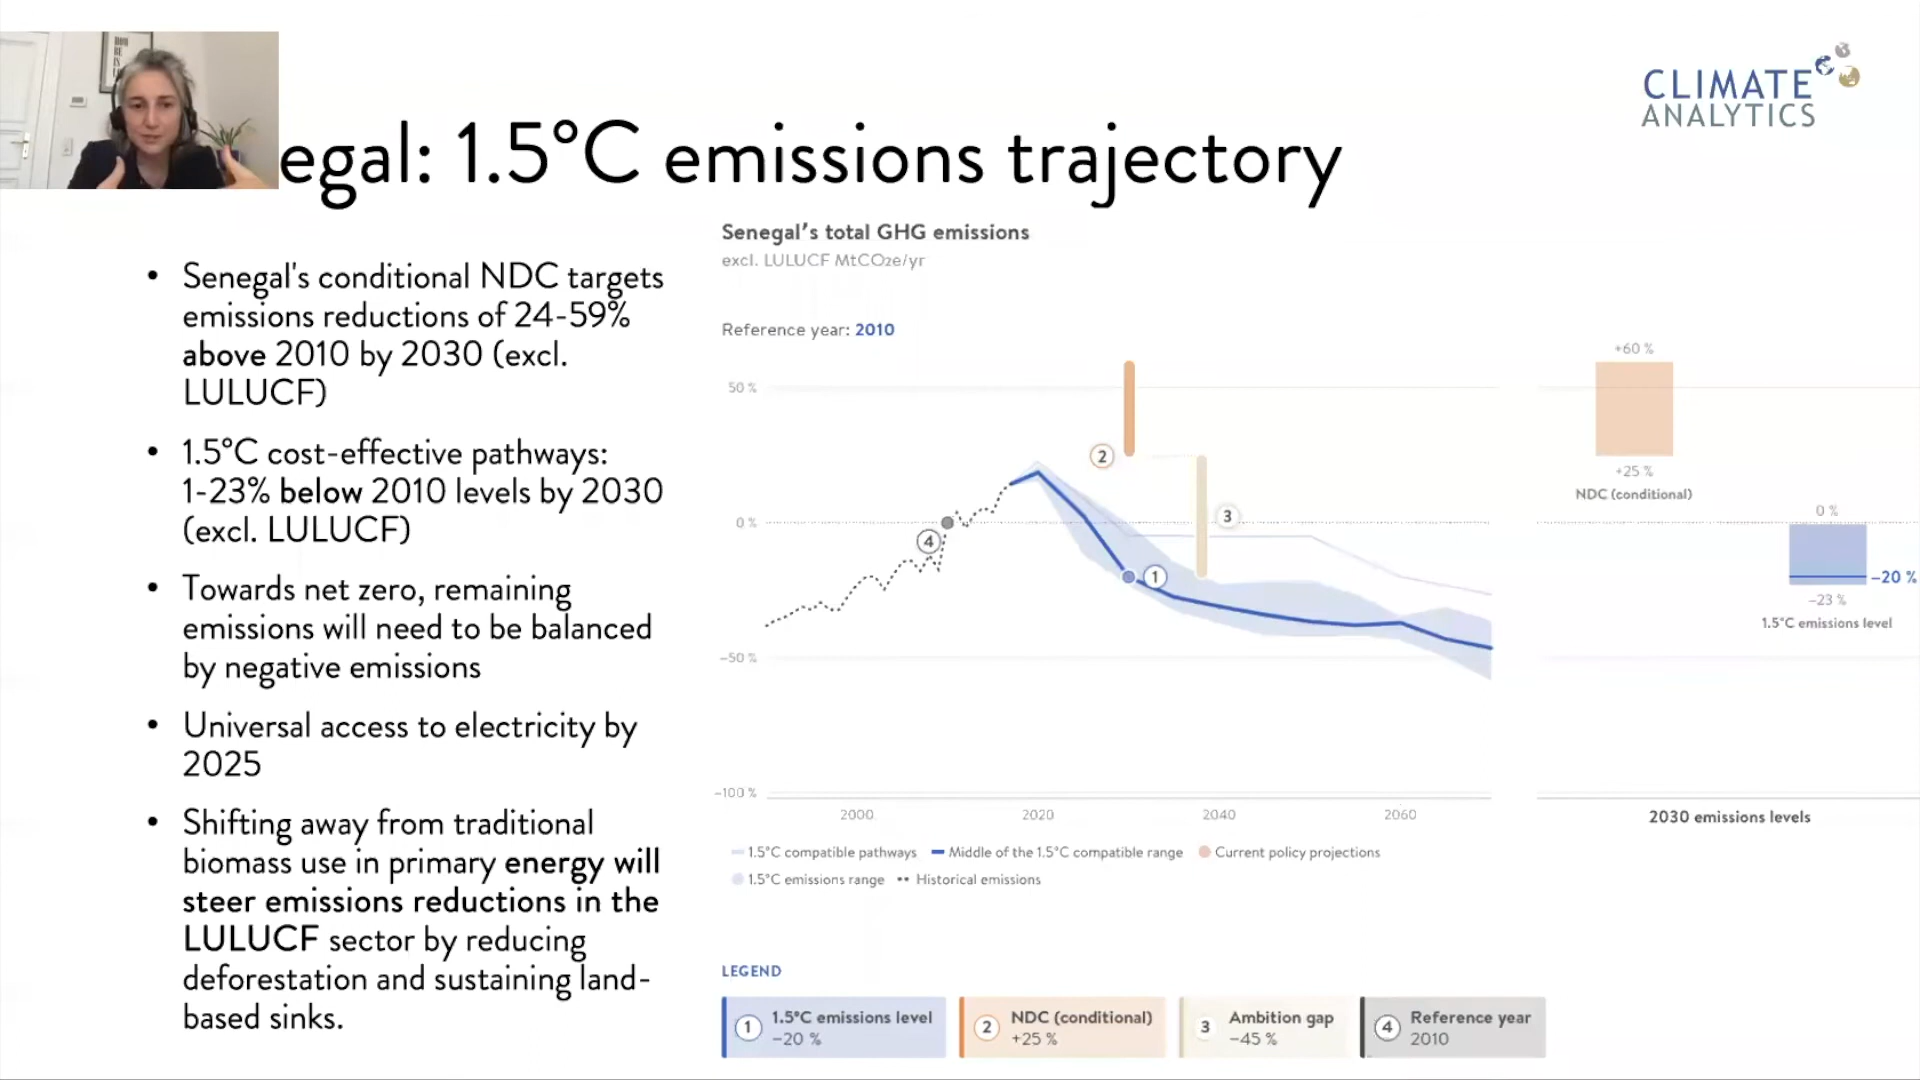 CLIMATE
ANALYTICS
egal: 1.5°C emissions trajectory
• Senegal's conditional NDC targets
emissions reductions of 24-59%
above 2010 by 2030 (excl.
LULUCF)
• 1.5°C cost-effective pathways:
1-23% below 2010 levels by 2030
(excl. LULUCF)
• Towards net zero, remaining
emissions will need to be balanced
by negative emissions
• Universal access to electricity by
2025
• Shifting away from traditional
biomass use in primary energy will
steer emissions reductions in the
LULUCF sector by reducing
deforestation and sustaining land-
based sinks.
Senegal's total GHG emissions
excl. LULUCF MtCO2e/yr
Reference year: 2010
50 %
0 %
−50 %
−100 %
2000
2020
2040
2060
2
3
4
1
+60 %
+25 %
NDC (conditional)
0 %
−20 %
−23 %
1.5°C emissions level
2030 emissions levels
1.5°C compatible pathways
Middle of the 1.5°C compatible range
Current policy projections
1.5°C emissions range
Historical emissions
LEGEND
1 1.5°C emissions level
−20 %
2 NDC (conditional)
+25 %
3 Ambition gap
−45 %
4 Reference year
2010